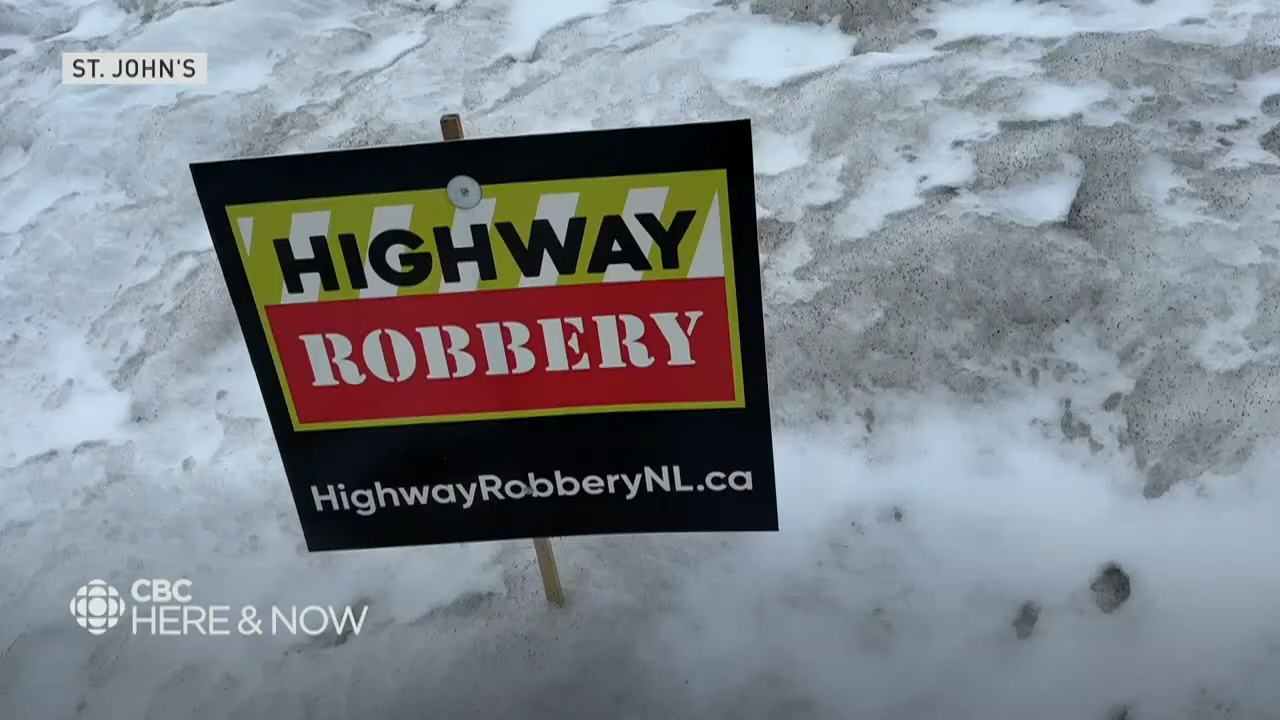 ST. JOHN'S
HIGHWAY
ROBBERY
HighwayRobberyNL.ca
CBC
HERE & NOW